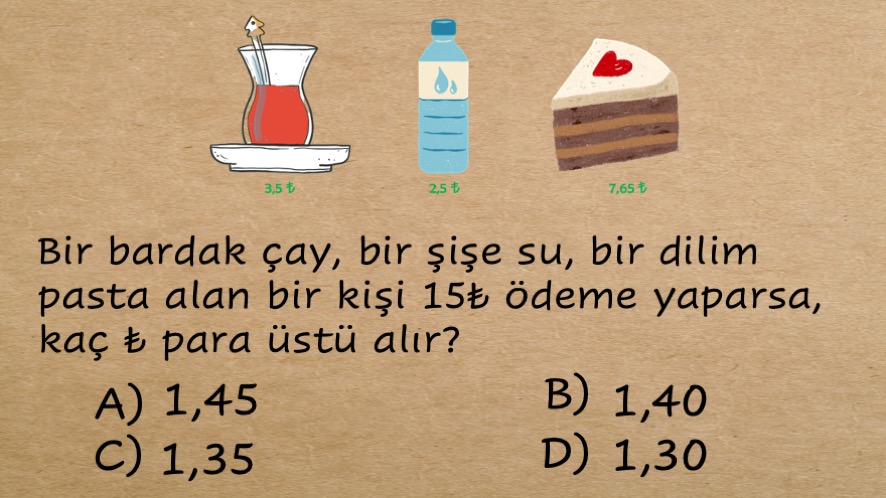 3,5 ₺ 2,5 ₺ 7,65 ₺
Bir bardak çay, bir şişe su, bir dilim
pasta alan bir kişi 15₺ ödeme yaparsa,
kaç ₺ para üstü alır?
A) 1,45 B) 1,40
C) 1,35 D) 1,30